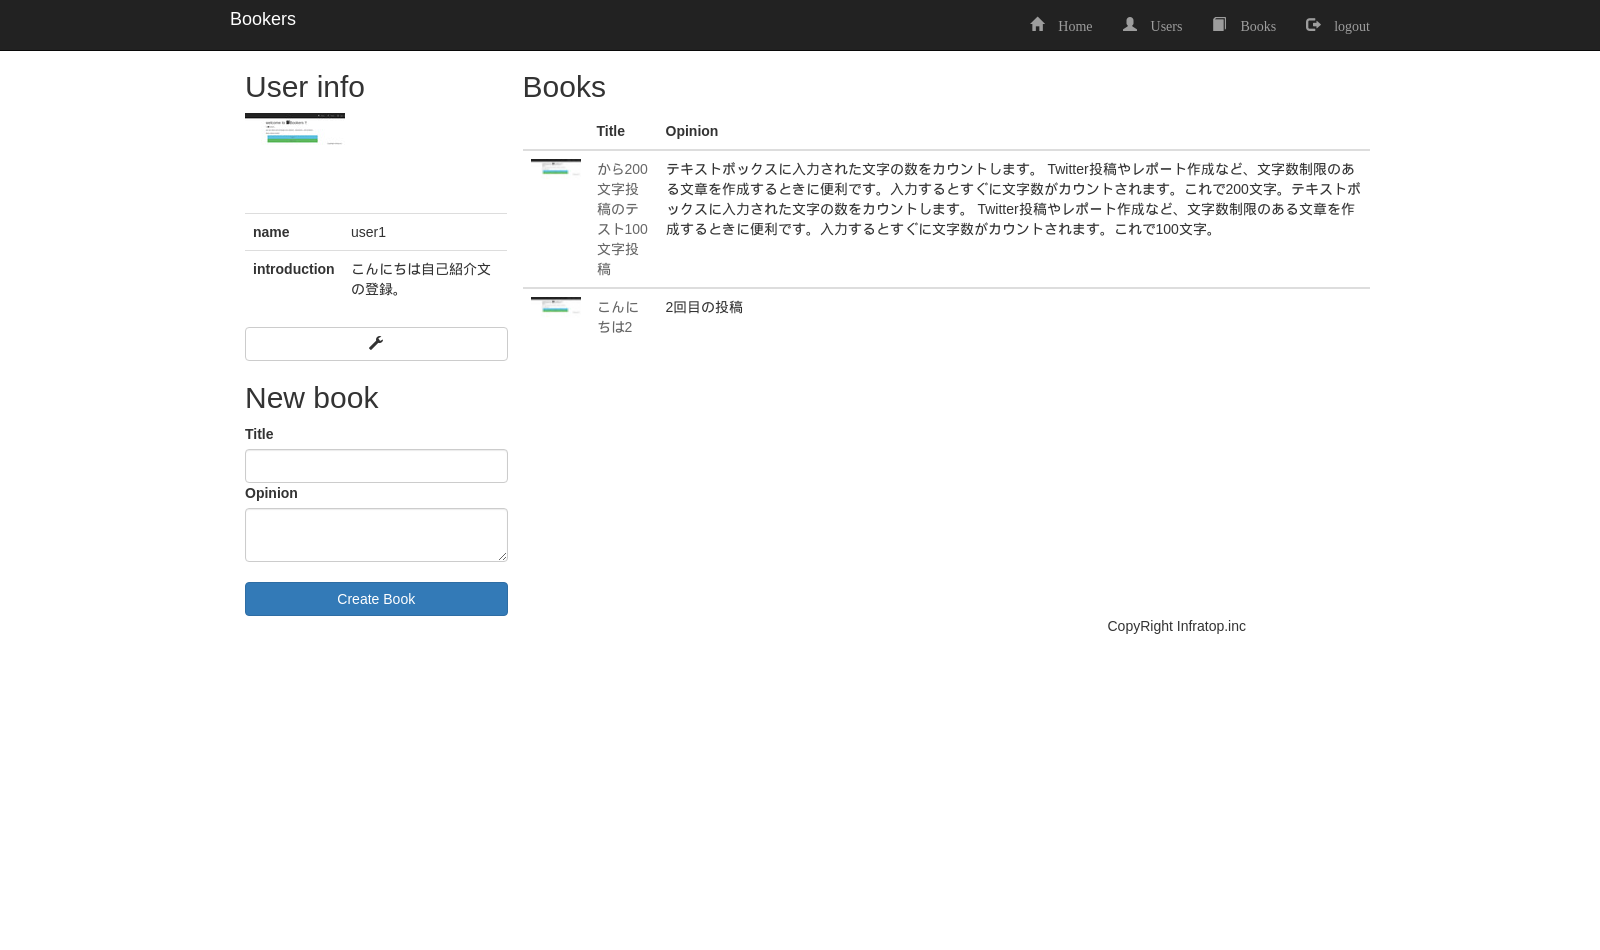 Bookers
Home
Users
Books
logout
User info
name
user1
introduction
こんにちは自己紹介文
の登録。
New book
Title
Opinion
Create Book
Books
Title
Opinion
から200
文字投
稿のテ
スト100
文字投
稿
テキストボックスに入力された文字の数をカウントします。 Twitter投稿やレポート作成など、文字数制限のあ
る文章を作成するときに便利です。入力するとすぐに文字数がカウントされます。これで200文字。テキストボ
ックスに入力された文字の数をカウントします。 Twitter投稿やレポート作成など、文字数制限のある文章を作
成するときに便利です。入力するとすぐに文字数がカウントされます。これで100文字。
こんに
ちは2
2回目の投稿
CopyRight Infratop.inc